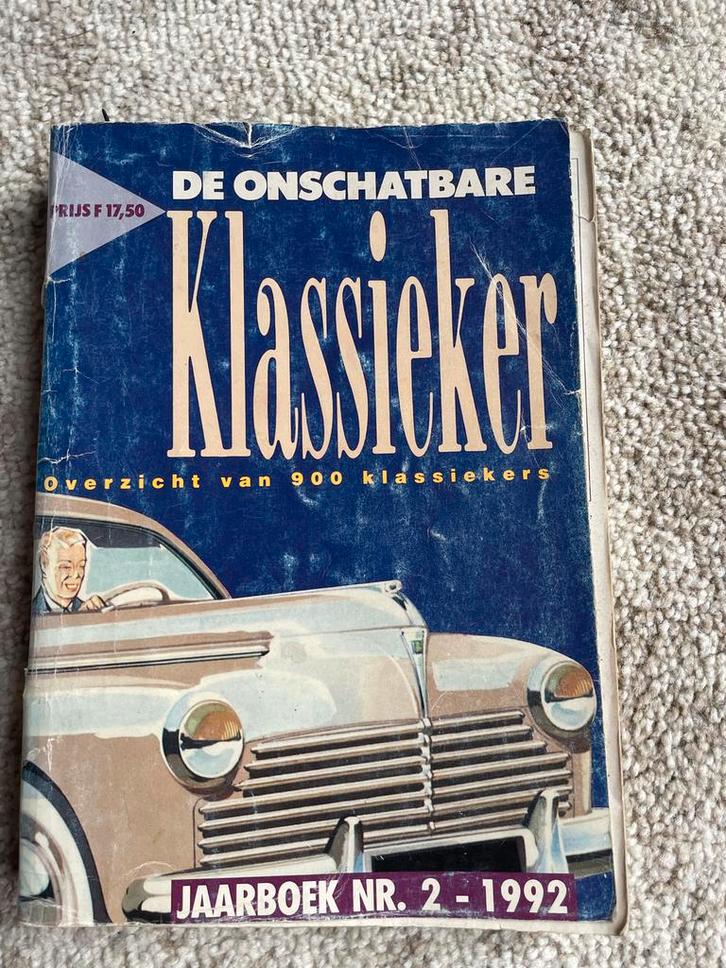 DE ONSCHATBARE
PRIJS F 17,50
Klassieker
Overzicht van 900 klassiekers
JAARBOEK NR. 2 - 1992